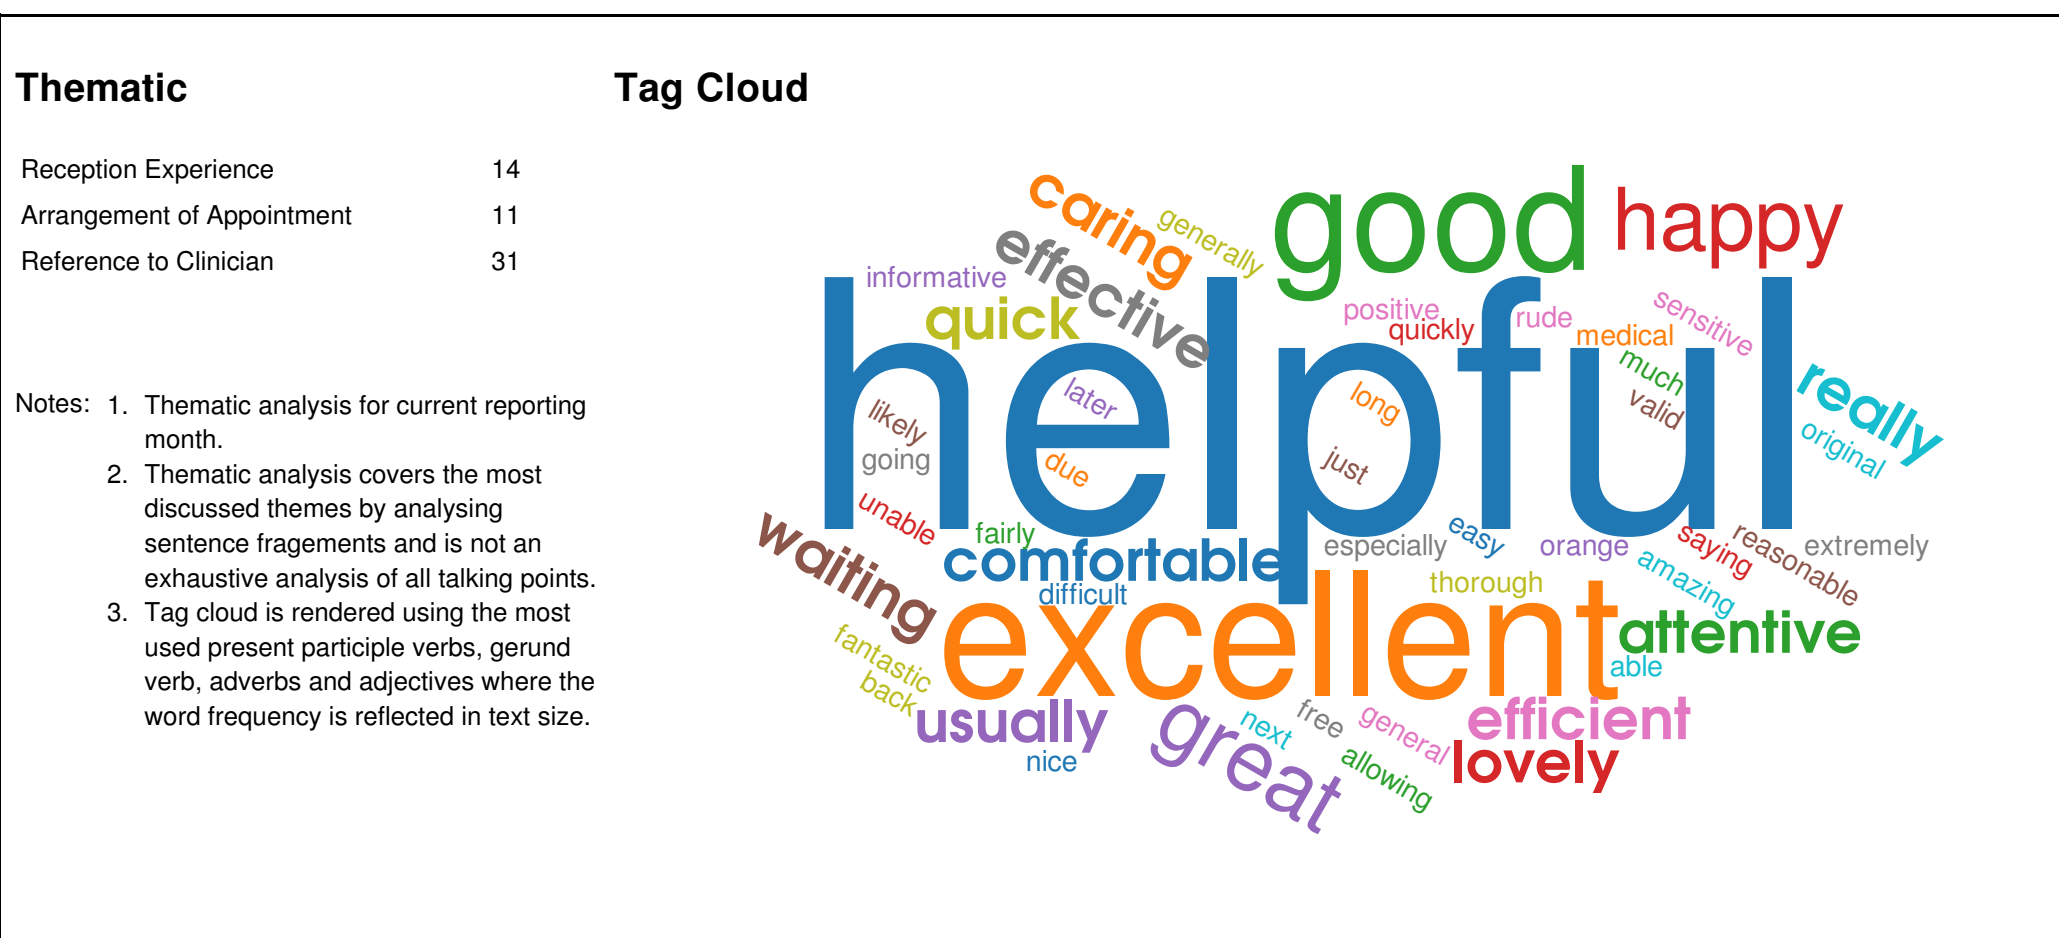 Thematic
Tag Cloud
Reception Experience 14
Arrangement of Appointment 11
Reference to Clinician 31
Notes: 1. Thematic analysis for current reporting
month.
2. Thematic analysis covers the most
discussed themes by analysing
sentence fragements and is not an
exhaustive analysis of all talking points.
3. Tag cloud is rendered using the most
used present participle verbs, gerund
verb, adverbs and adjectives where the
word frequency is reflected in text size.
good
happy
caring
generally
effective
informative
quick
positive
quickly
rude
medical
sensitive
helpful
much
valid
really
original
later
long
likely
going
due
just
unable
fairly
waiting
comfortable
difficult
especially
easy
orange
saying
reasonable
extremely
amazing
thorough
excellent
attentive
able
fantastic
back
usually
nice
great
next
free
general
allowing
efficient
lovely